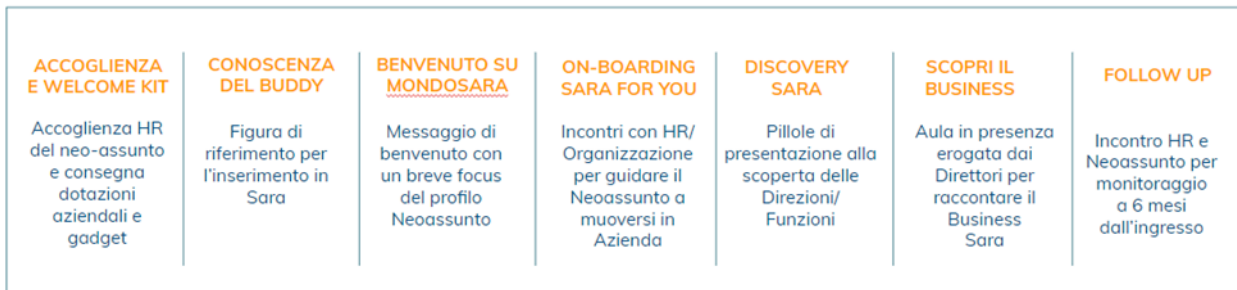 ACCOGLIENZA
E WELCOME KIT
Accoglienza HR
del neo-assunto
e consegna
dotazioni
aziendali e
gadget
CONOSCENZA
DEL BUDDY
Figura di
riferimento per
l'inserimento in
Sara
BENVENUTO SU
MONDOSARA
Messaggio di
benvenuto con
un breve focus
del profilo
Neoassunto
ON-BOARDING
SARA FOR YOU
Incontri con HR/
Organizzazione
per guidare il
Neoassunto a
muoversi in
Azienda
DISCOVERY
SARA
Pillole di
presentazione alla
scoperta delle
Direzioni/
Funzioni
SCOPRI IL
BUSINESS
Aula in presenza
erogata dai
Direttori per
raccontare il
Business
Sara
FOLLOW UP
Incontro HR e
Neoassunto per
monitoraggio
a 6 mesi
dall'ingresso